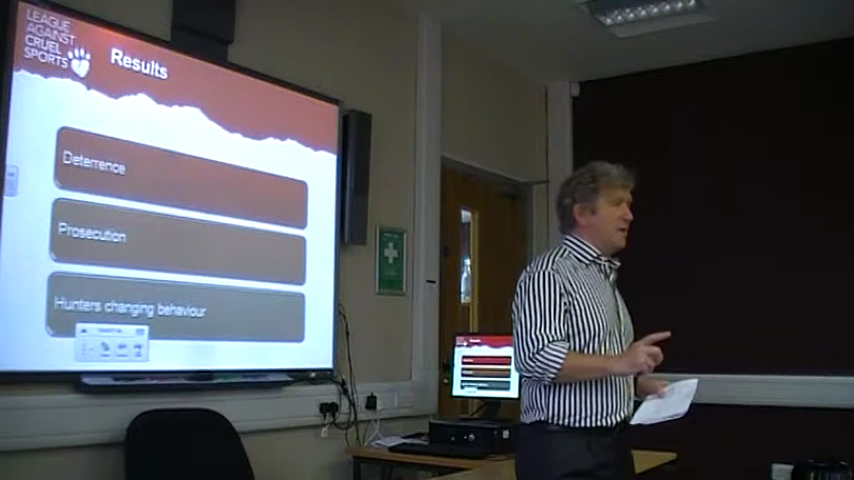 LEAGUE
AGAINST
CRUEL
SPORTS
Results
Deterrence
Prosecution
Hunters changing behaviour